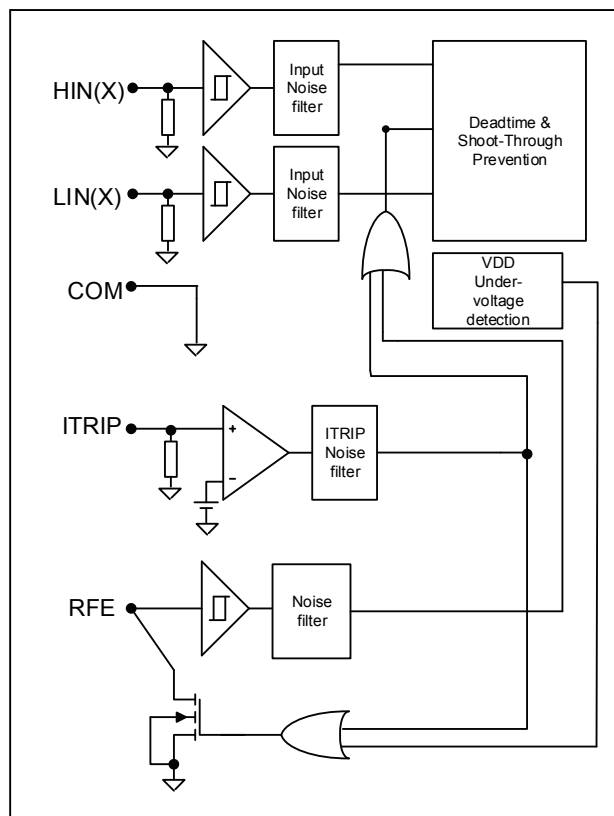 HIN(X)
Input
Noise
filter
Deadtime &
Shoot-Through
Prevention
LIN(X)
Input
Noise
filter
COM
VDD
Under-
voltage
detection
ITRIP
+
−
ITRIP
Noise
filter
RFE
Noise
filter